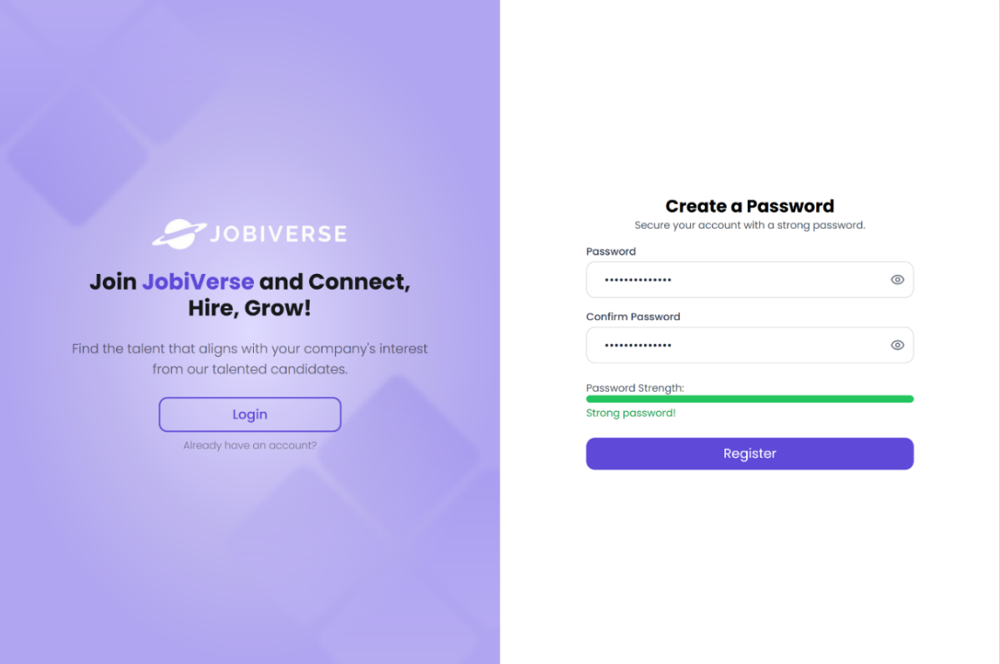 JOBIVERSE
Join JobiVerse and Connect,
Hire, Grow!
Find the talent that aligns with your company's interest
from our talented candidates.
Login
Already have an account?
Create a Password
Secure your account with a strong password.
Password
••••••••••••••
Confirm Password
••••••••••••••
Password Strength:
Strong password!
Register